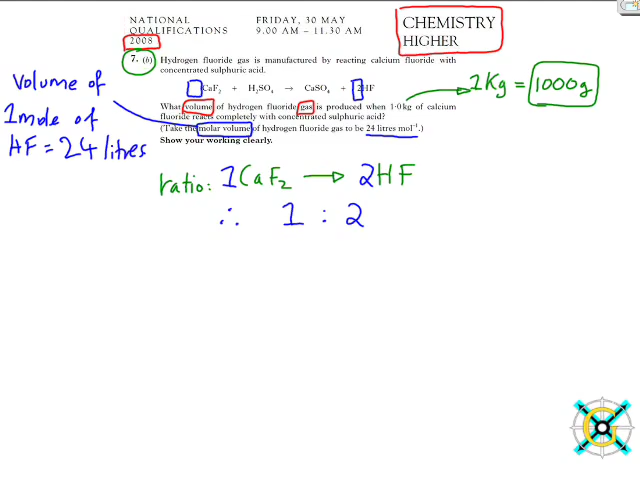 NATIONAL
QUALIFICATIONS
2008
FRIDAY, 30 MAY
9.00 AM – 11.30 AM
CHEMISTRY
HIGHER
7. (b) Hydrogen fluoride gas is manufactured by reacting calcium fluoride with
concentrated sulphuric acid.
CaF₂ + H₂SO₄ → CaSO₄ + 2HF
What volume of hydrogen fluoride gas is produced when 1·0 kg of calcium
fluoride reacts completely with concentrated sulphuric acid?
(Take the molar volume of hydrogen fluoride gas to be 24 litres mol⁻¹.)
Show your working clearly.
1Kg = 1000g
Volume of
1mole of
HF = 24 litres
ratio: 1CaF₂ → 2HF
∴ 1 : 2
G